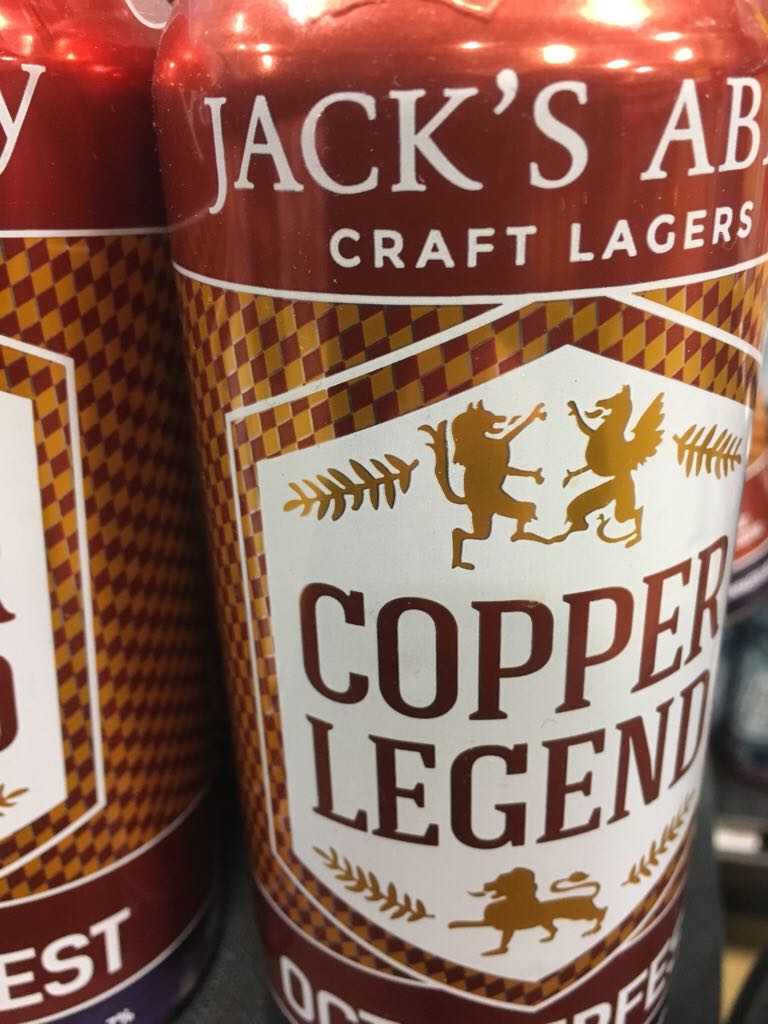 JACK'S AB
CRAFT LAGERS
COPPER
LEGEND
EST